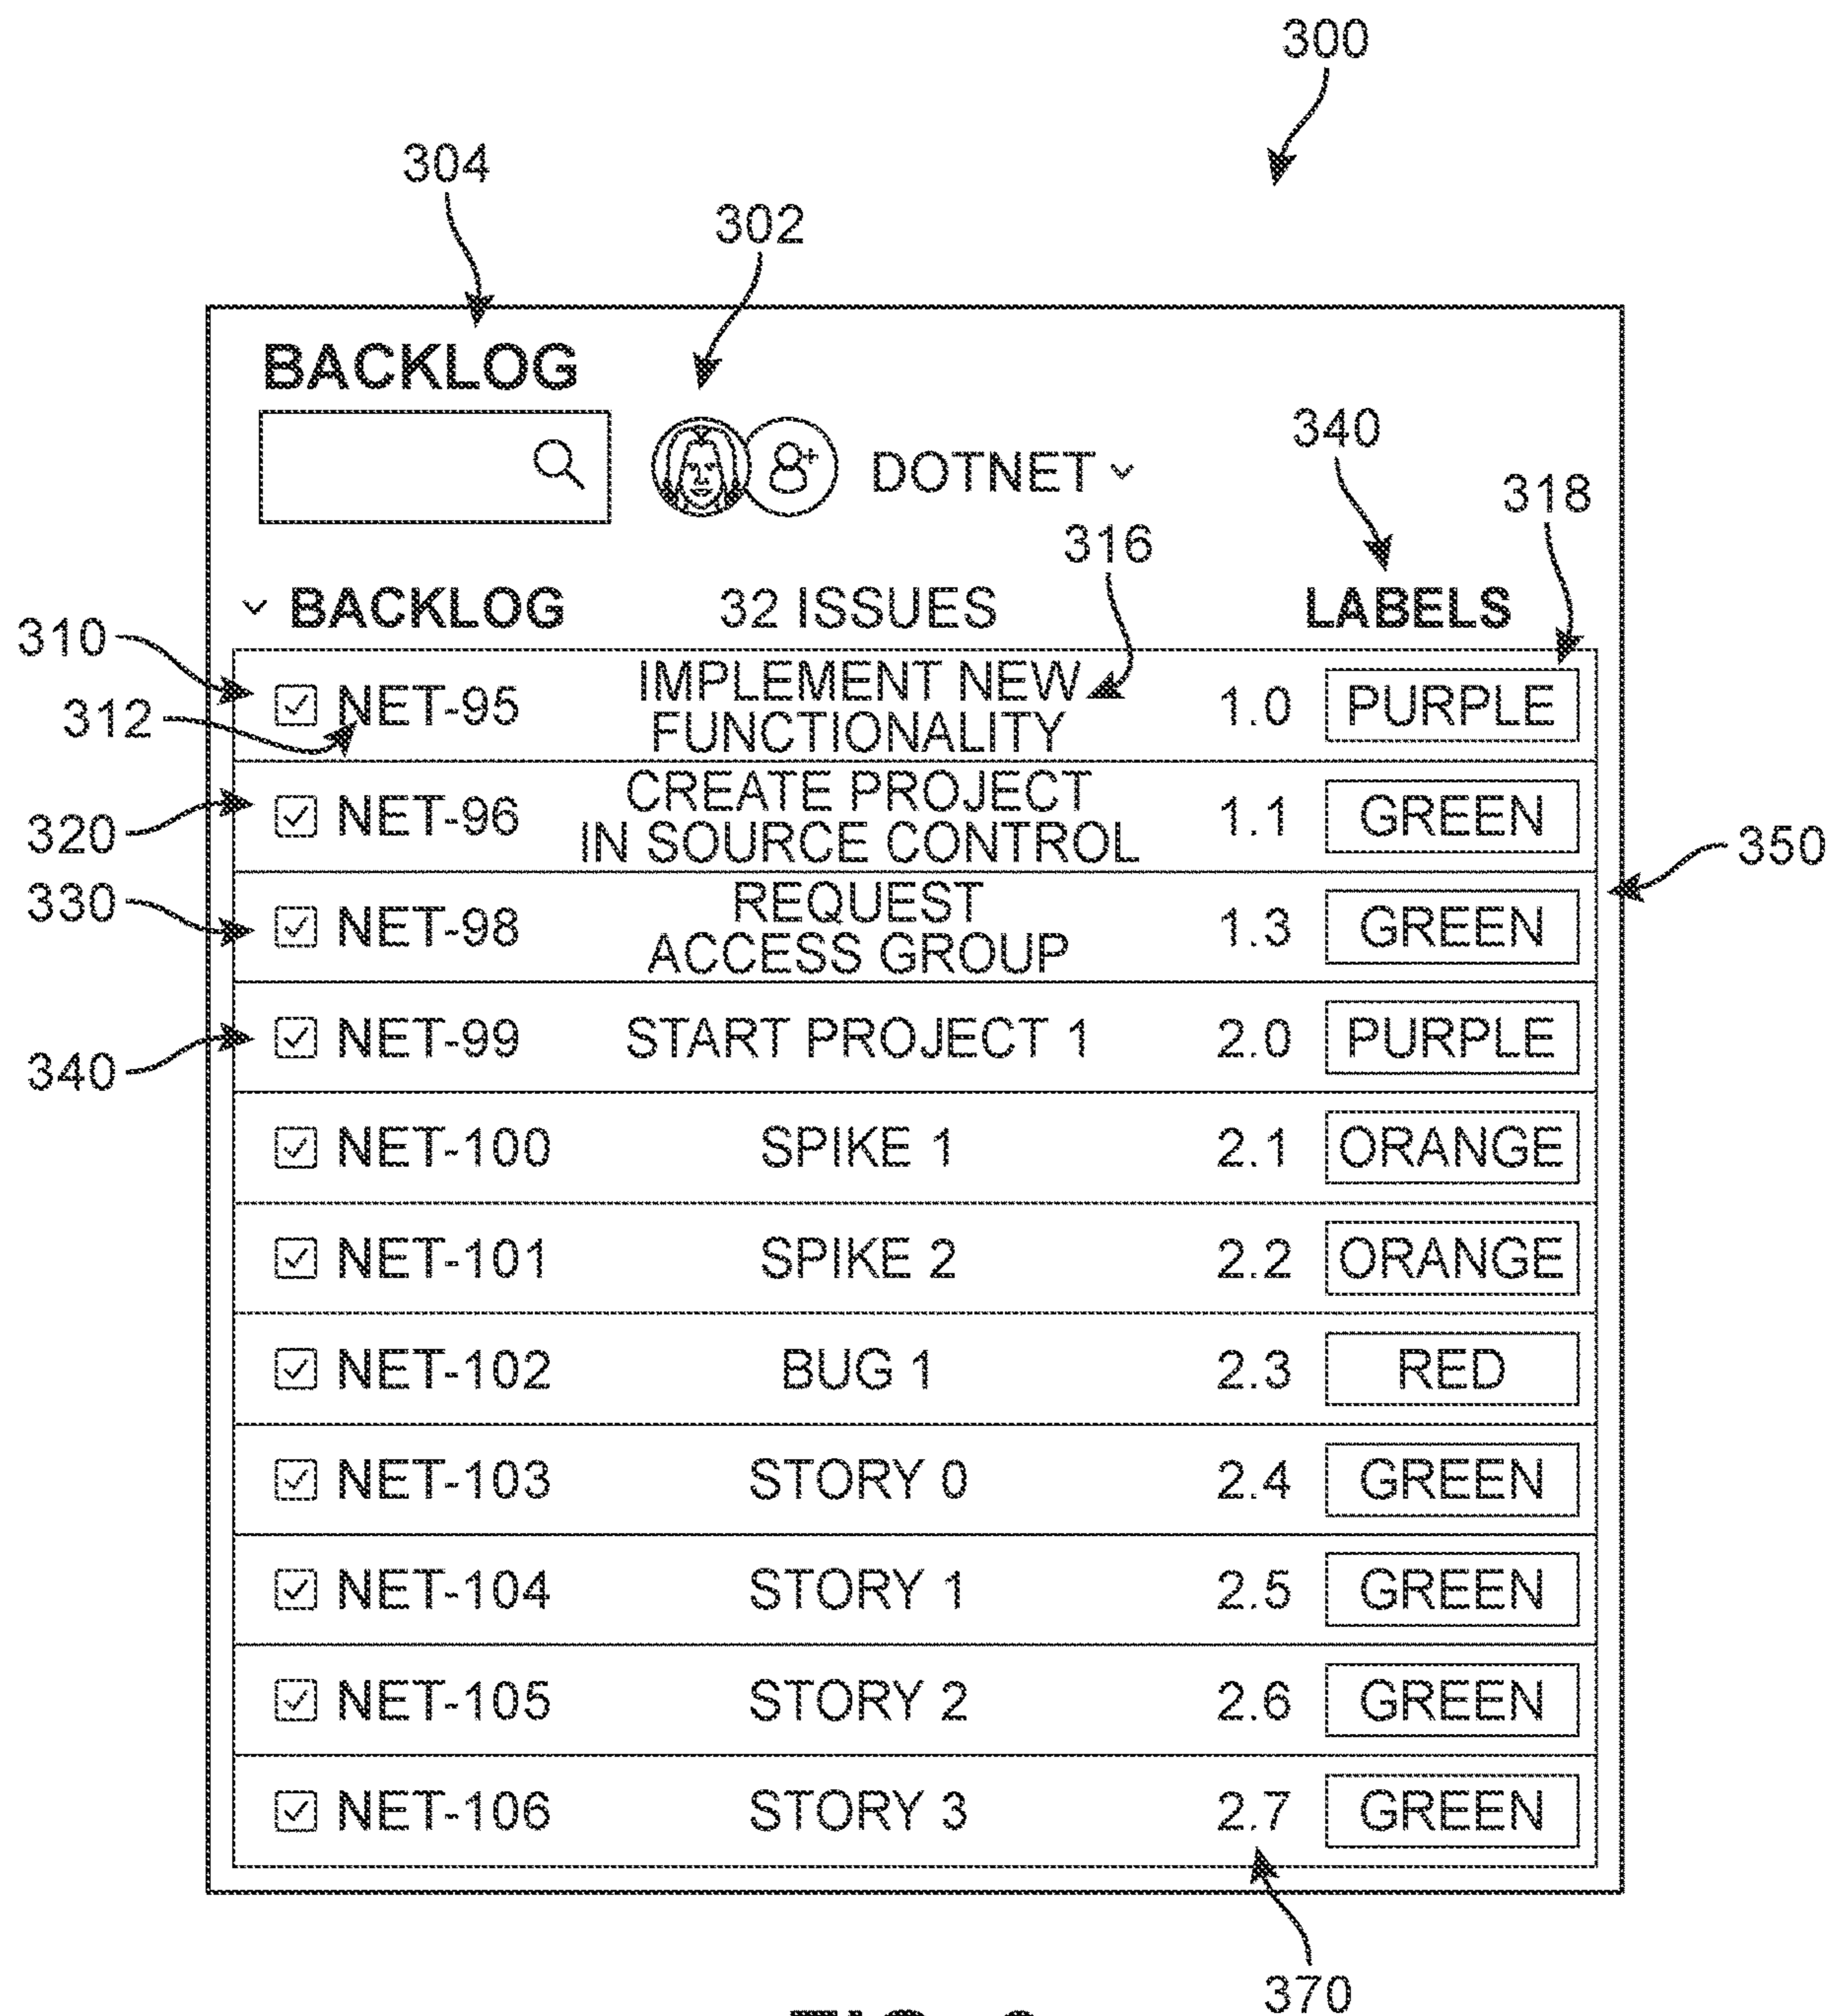 300
304
302
BACKLOG
340
DOTNET
318
316
BACKLOG 32 ISSUES LABELS
310
312
NET-95 IMPLEMENT NEW FUNCTIONALITY 1.0 PURPLE
320
NET-96 CREATE PROJECT IN SOURCE CONTROL 1.1 GREEN
350
330
NET-98 REQUEST ACCESS GROUP 1.3 GREEN
340
NET-99 START PROJECT 1 2.0 PURPLE
NET-100 SPIKE 1 2.1 ORANGE
NET-101 SPIKE 2 2.2 ORANGE
NET-102 BUG 1 2.3 RED
NET-103 STORY 0 2.4 GREEN
NET-104 STORY 1 2.5 GREEN
NET-105 STORY 2 2.6 GREEN
NET-106 STORY 3 2.7 GREEN
370